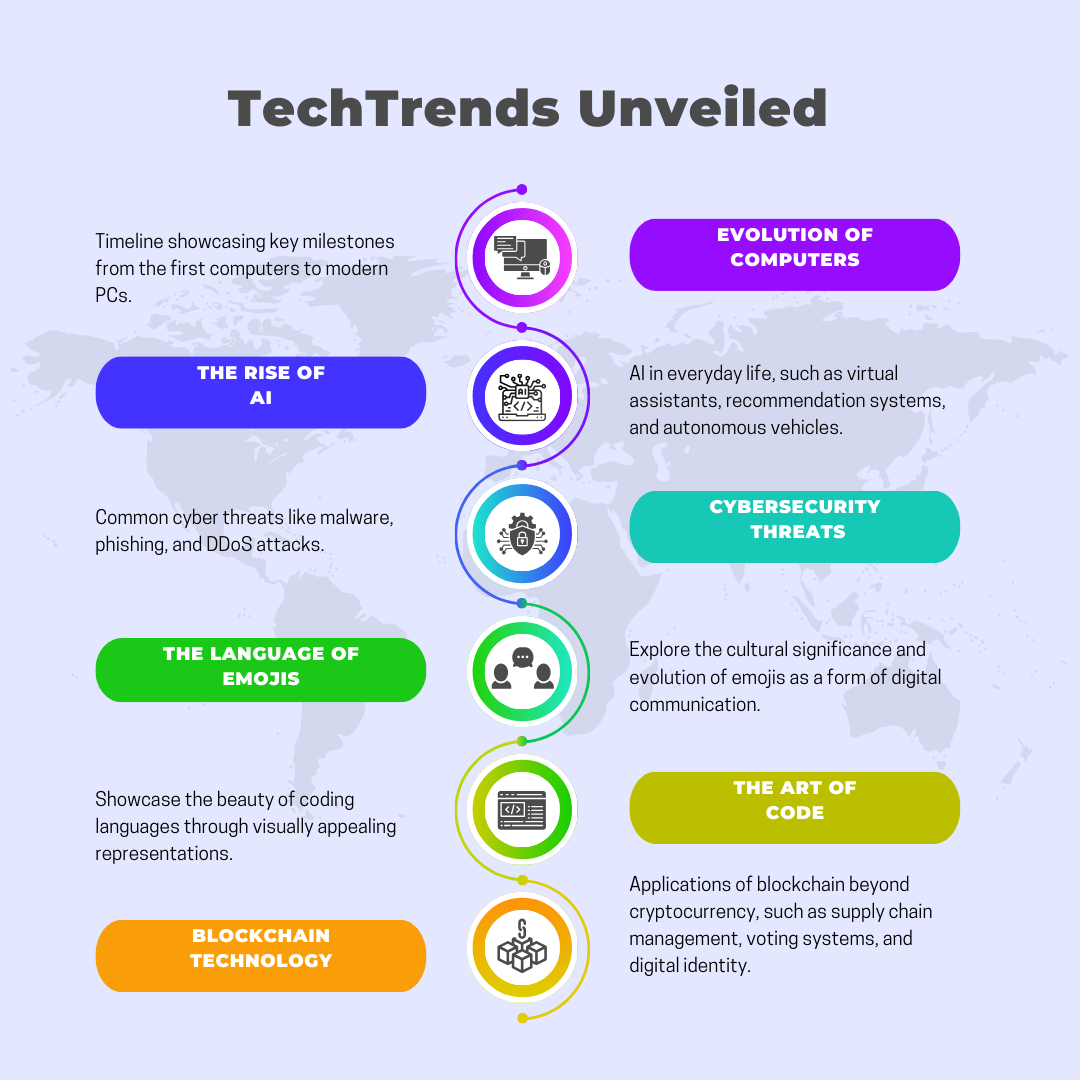 TechTrends Unveiled
Timeline showcasing key milestones
from the first computers to modern
PCs.
EVOLUTION OF
COMPUTERS
THE RISE OF
AI
AI
</>
AI in everyday life, such as virtual
assistants, recommendation systems,
and autonomous vehicles.
Common cyber threats like malware,
phishing, and DDoS attacks.
CYBERSECURITY
THREATS
THE LANGUAGE OF
EMOJIS
Explore the cultural significance and
evolution of emojis as a form of digital
communication.
Showcase the beauty of coding
languages through visually appealing
representations.
</>
THE ART OF
CODE
BLOCKCHAIN
TECHNOLOGY
Applications of blockchain beyond
cryptocurrency, such as supply chain
management, voting systems, and
digital identity.